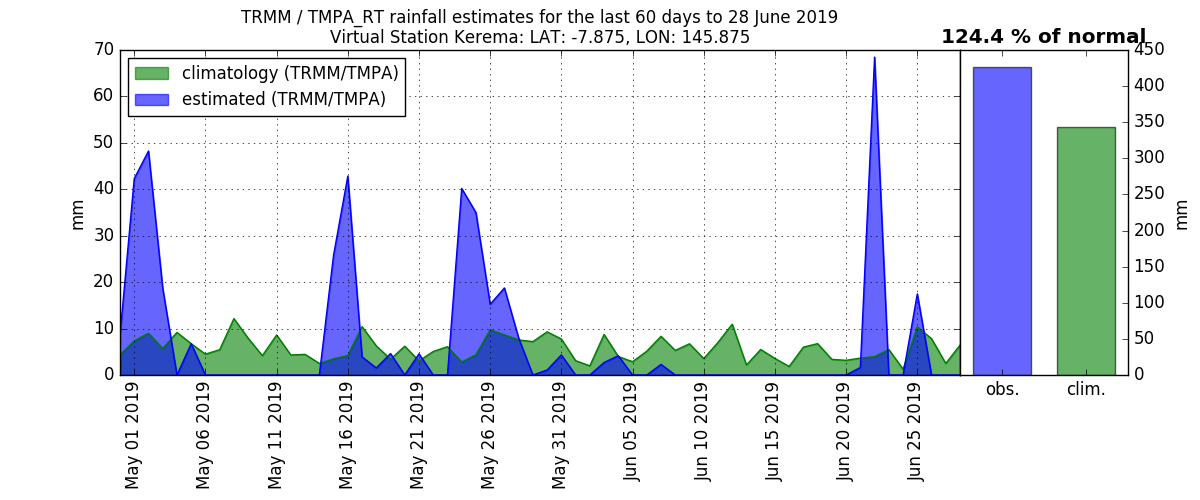 TRMM / TMPA_RT rainfall estimates for the last 60 days to 28 June 2019
Virtual Station Kerema: LAT: -7.875, LON: 145.875
124.4 % of normal
climatology (TRMM/TMPA)
estimated (TRMM/TMPA)
mm
70
60
50
40
30
20
10
0
May 01 2019
May 06 2019
May 11 2019
May 16 2019
May 21 2019
May 26 2019
May 31 2019
Jun 05 2019
Jun 10 2019
Jun 15 2019
Jun 20 2019
Jun 25 2019
obs.
clim.
450
400
350
300
250
200
150
100
50
0
mm